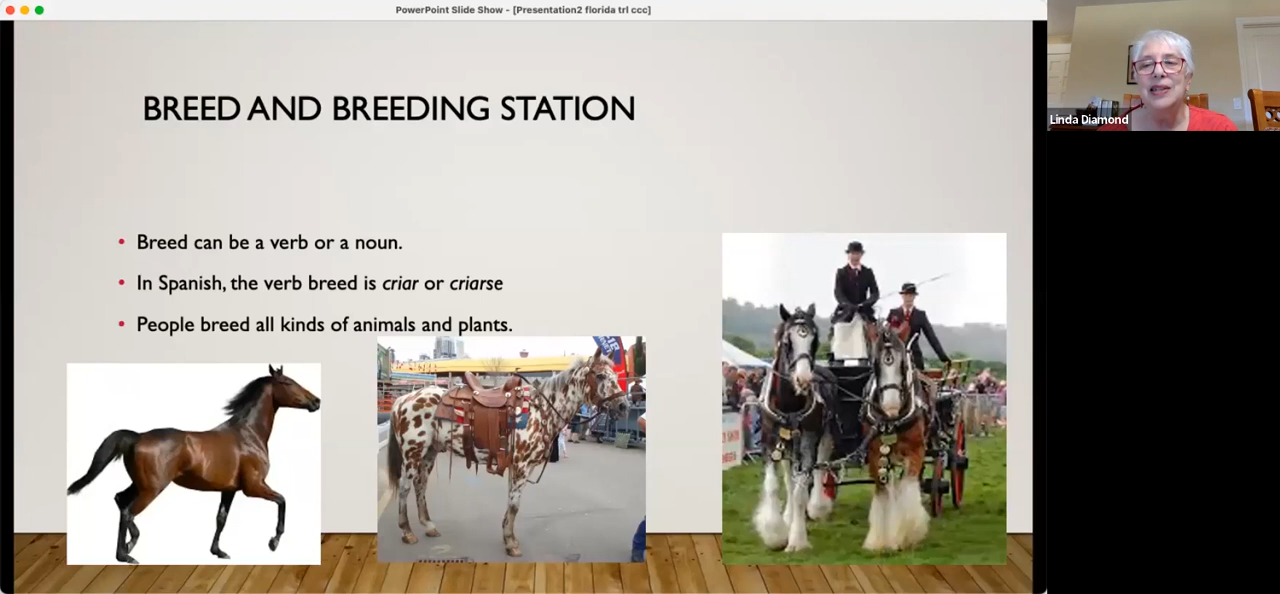 PowerPoint Slide Show - [Presentation2 florida trl ccc]
BREED AND BREEDING STATION
• Breed can be a verb or a noun.
• In Spanish, the verb breed is criar or criarse
• People breed all kinds of animals and plants.
Linda Diamond